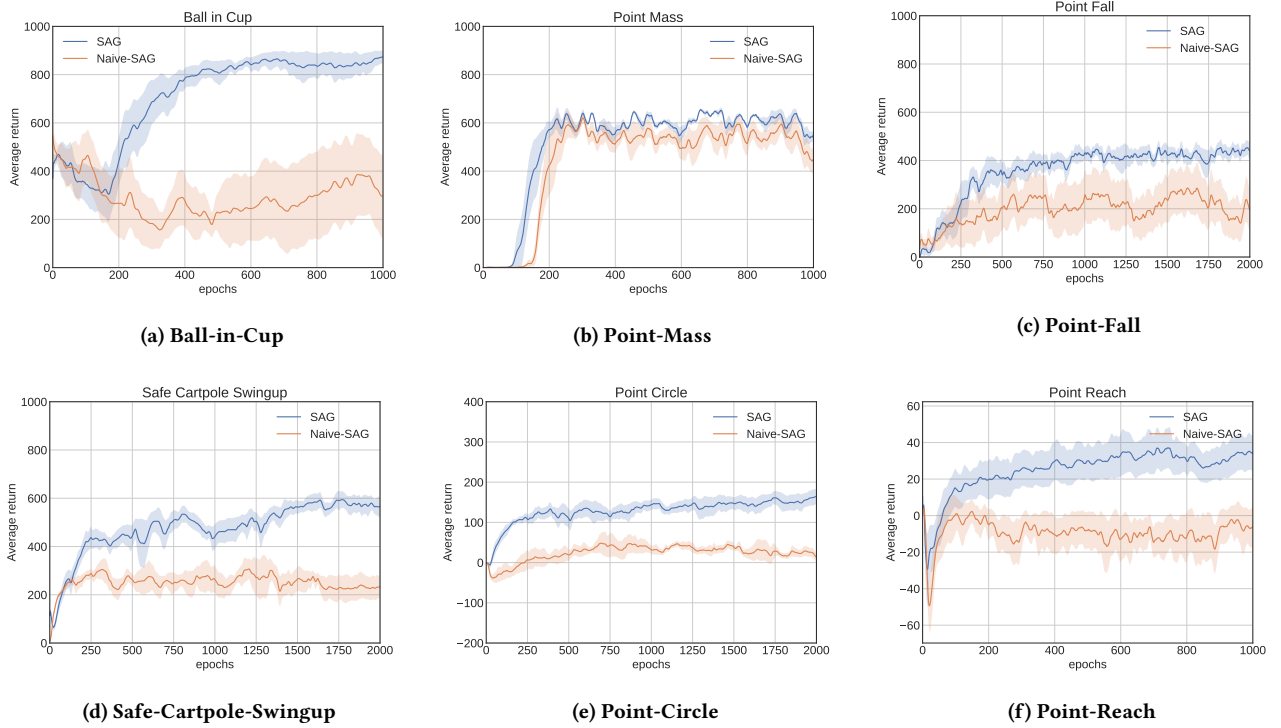 Ball in Cup
1000
800
600
400
200
0
Average return
SAG
Naive-SAG
0 200 400 600 800 1000
epochs
(a) Ball-in-Cup
Point Mass
1000
800
600
400
200
0
Average return
SAG
Naive-SAG
0 200 400 600 800 1000
epochs
(b) Point-Mass
Point Fall
1000
800
600
400
200
0
Average return
SAG
Naive-SAG
0 250 500 750 1000 1250 1500 1750 2000
epochs
(c) Point-Fall
Safe Cartpole Swingup
1000
800
600
400
200
0
Average return
SAG
Naive-SAG
0 250 500 750 1000 1250 1500 1750 2000
epochs
(d) Safe-Cartpole-Swingup
Point Circle
400
300
200
100
0
−100
−200
Average return
SAG
Naive-SAG
0 250 500 750 1000 1250 1500 1750 2000
epochs
(e) Point-Circle
Point Reach
60
40
20
0
−20
−40
−60
Average return
SAG
Naive-SAG
0 200 400 600 800 1000
epochs
(f) Point-Reach